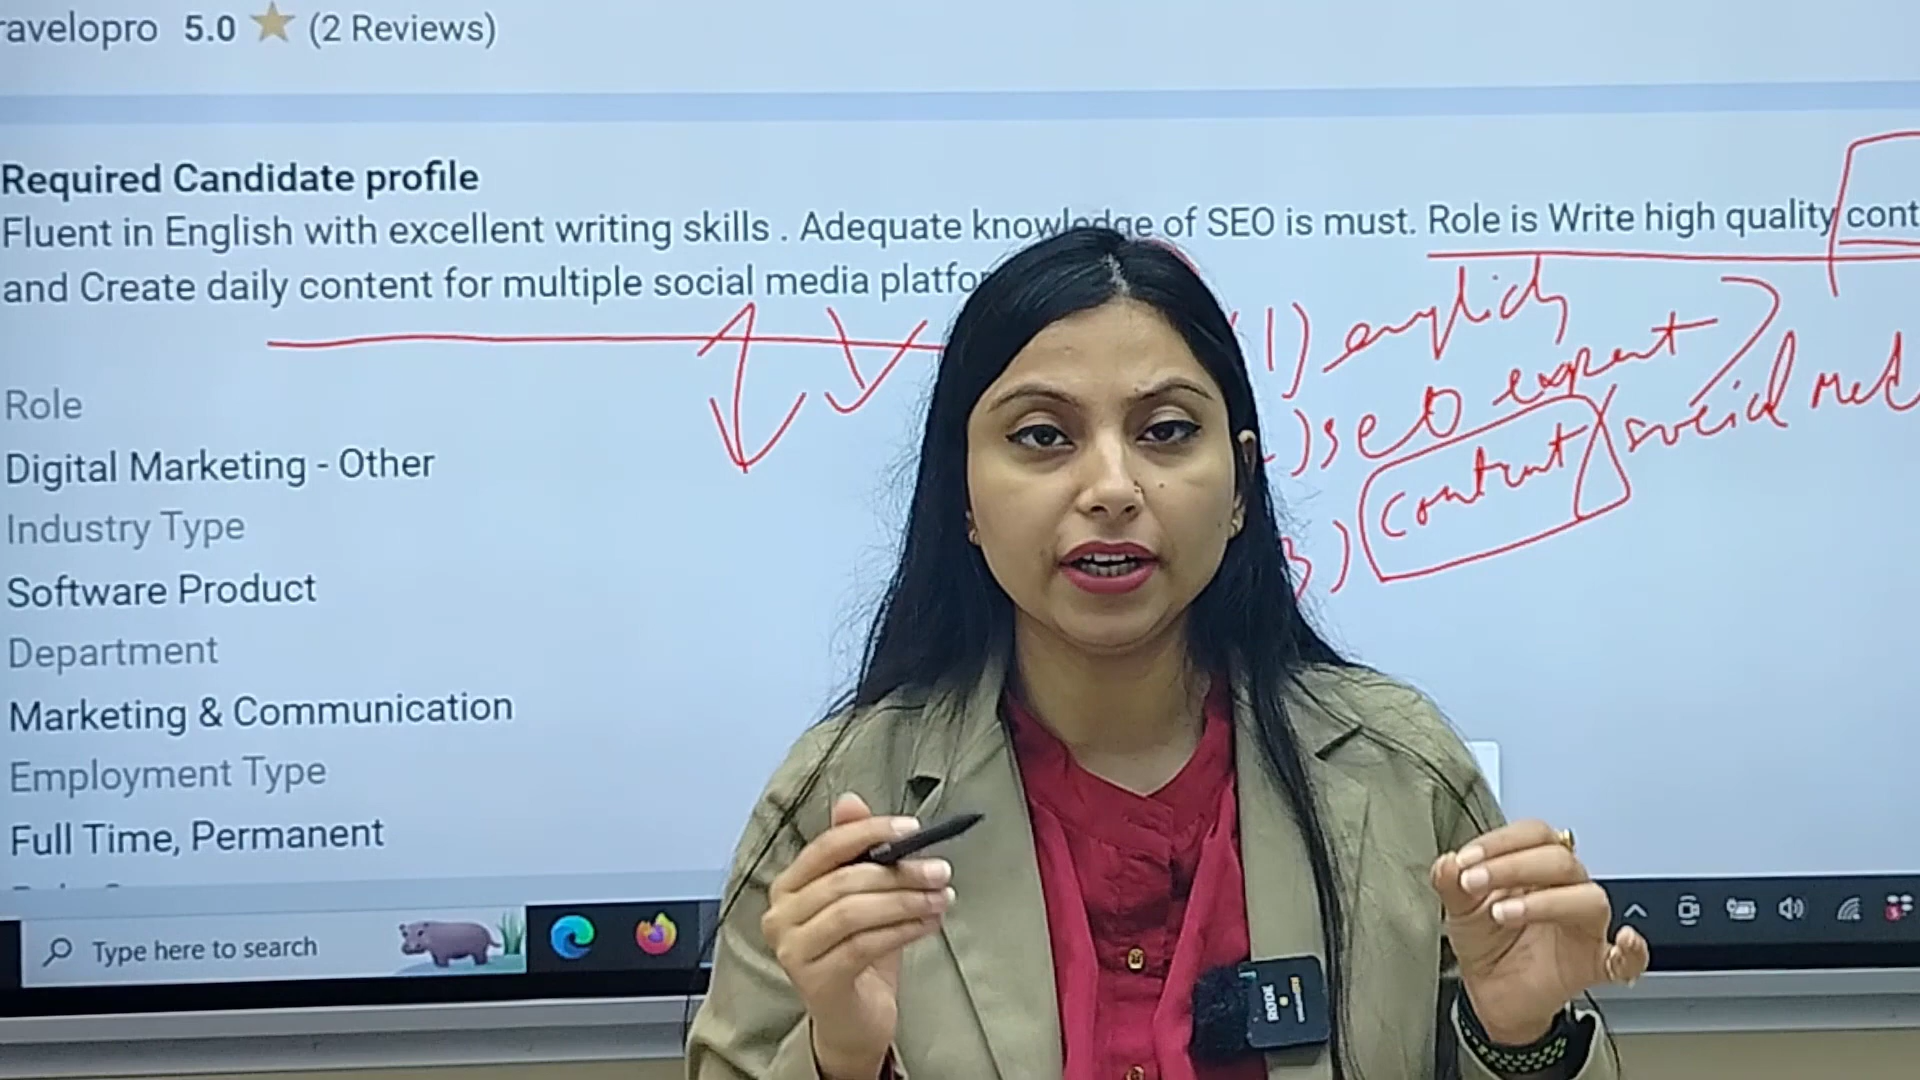 ravelopro 5.0 (2 Reviews)
Required Candidate profile
Fluent in English with excellent writing skills . Adequate knowledge of SEO is must. Role is Write high quality cont
and Create daily content for multiple social media platfo
1) english
)seo expert
3) content / social med
Role
Digital Marketing - Other
Industry Type
Software Product
Department
Marketing & Communication
Employment Type
Full Time, Permanent
Type here to search
RODE